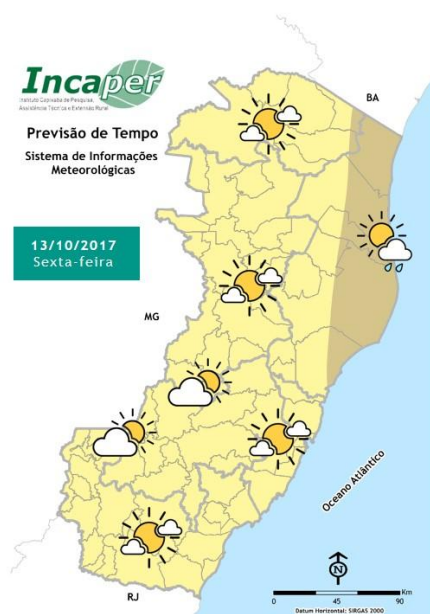 Incaper
Instituto Capixaba de Pesquisa,
Assistência Técnica e Extensão Rural
Previsão de Tempo
Sistema de Informações
Meteorológicas
13/10/2017
Sexta-feira
BA
MG
Oceano Atlântico
RJ
Km
0 45 90
Datum Horizontal: SIRGAS 2000